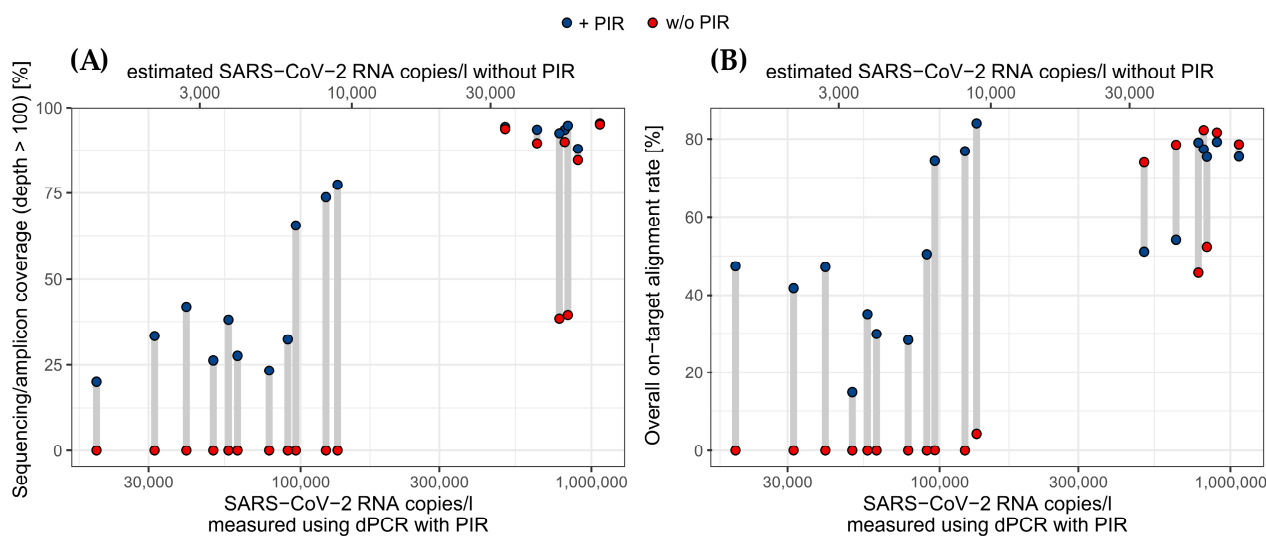 + PIR w/o PIR
(A)
estimated SARS−CoV−2 RNA copies/l without PIR
3,000 10,000 30,000
Sequencing/amplicon coverage (depth > 100) [%]
100
75
50
25
0
30,000 100,000 300,000 1,000,000
SARS−CoV−2 RNA copies/l
measured using dPCR with PIR
(B)
estimated SARS−CoV−2 RNA copies/l without PIR
3,000 10,000 30,000
Overall on−target alignment rate [%]
80
60
40
20
0
30,000 100,000 300,000 1,000,000
SARS−CoV−2 RNA copies/l
measured using dPCR with PIR